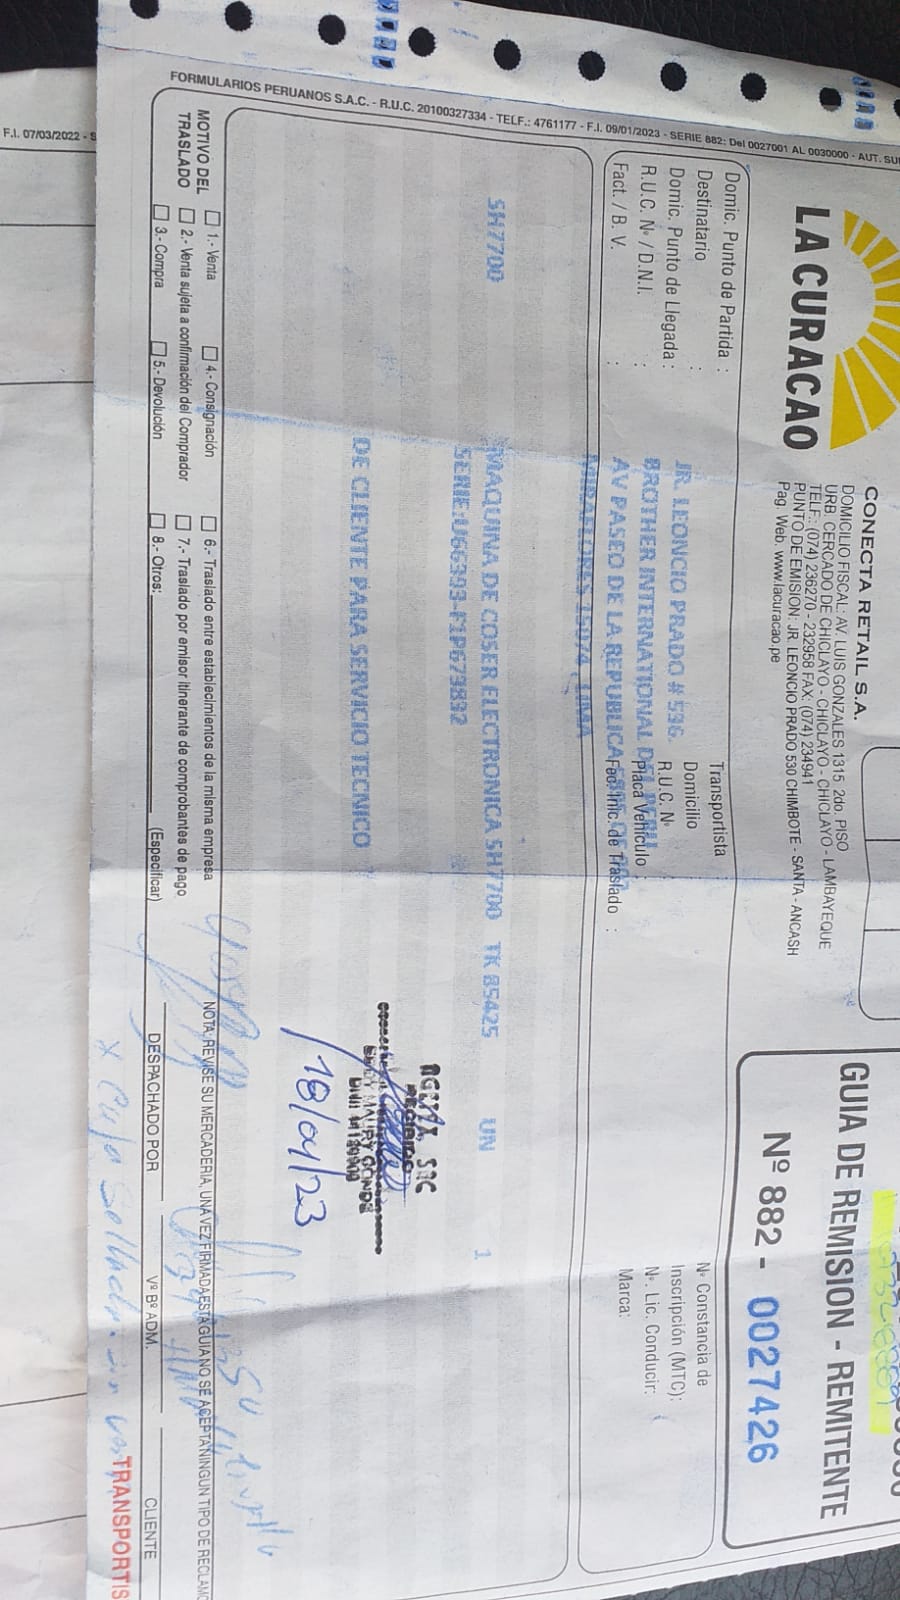 F.I. 07/03/2022 - S
FORMULARIOS PERUANOS S.A.C. - R.U.C. 20100327334 - TELF.: 4761177 - F.I. 09/01/2023 - SERIE 882: Del 0027001 AL 0030000 - AUT. SU
LA CURACAO
CONECTA RETAIL S.A.
DOMICILIO FISCAL: AV. LUIS GONZALES 1315 2do. PISO
URB. CERCADO DE CHICLAYO - CHICLAYO - CHICLAYO - LAMBAYEQUE
TELF.: (074) 236270 - 232958 FAX: (074) 234941
PUNTO DE EMISION: JR. LEONCIO PRADO 530 CHIMBOTE - SANTA - ANCASH
Pag. Web. www.lacuracao.pe
GUIA DE REMISION - REMITENTE
Nº 882 - 0027426
Domic. Punto de Partida :
Destinatario :
Domic. Punto de Llegada :
R.U.C. Nº / D.N.I. :
Fact. / B. V. :
JR. LEONCIO PRADO # 536
BROTHER INTERNATIONAL DEL PERU
AV PASEO DE LA REPUBLICA
MIRAFLORES 15074 LIMA
Transportista
Domicilio
R.U.C. Nº
Placa Vehículo :
Fec. Inic. de Traslado :
Nº Constancia de
Inscripción (MTC):
Nº. Lic. Conducir:
Marca:
SH7700 MAQUINA DE COSER ELECTRONICA SH7700 TK 85425 UN 1
SERIE:U66393-F1P673892
DE CLIENTE PARA SERVICIO TECNICO
SAC
RECIBIDO
18/04/23
MOTIVO DEL TRASLADO
1.- Venta
2.- Venta sujeta a confirmación del Comprador
3.- Compra
4.- Consignación
5.- Devolución
6.- Traslado entre establecimientos de la misma empresa
7.- Traslado por emisor itinerante de comprobantes de pago
8.- Otros: (Especificar)
NOTA: REVISE SU MERCADERIA, UNA VEZ FIRMADA ESTA GUIA NO SE ACEPTA NINGUN TIPO DE RECLAMO
DESPACHADO POR
Vº Bº ADM.
CLIENTE
TRANSPORTIS